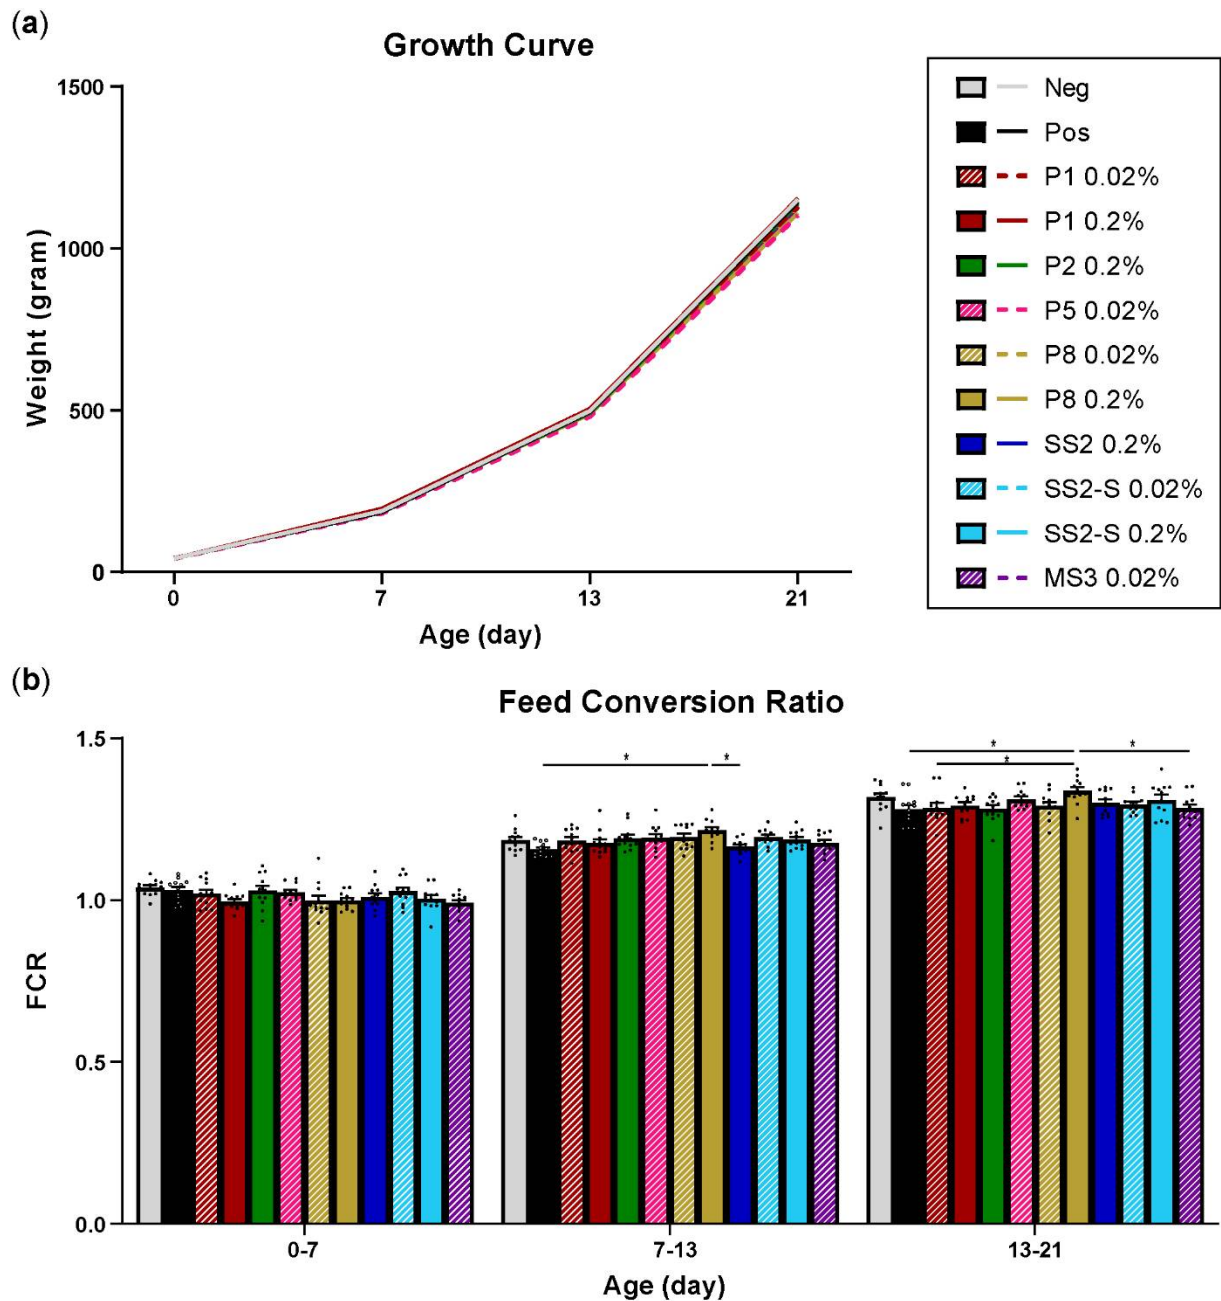 (a)
Growth Curve
1500
1000
500
0
Weight (gram)
0 7 13 21
Age (day)
Neg
Pos
P1 0.02%
P1 0.2%
P2 0.2%
P5 0.02%
P8 0.02%
P8 0.2%
SS2 0.2%
SS2-S 0.02%
SS2-S 0.2%
MS3 0.02%
(b)
Feed Conversion Ratio
1.5
1.0
0.5
0.0
FCR
* * * * *
0-7 7-13 13-21
Age (day)